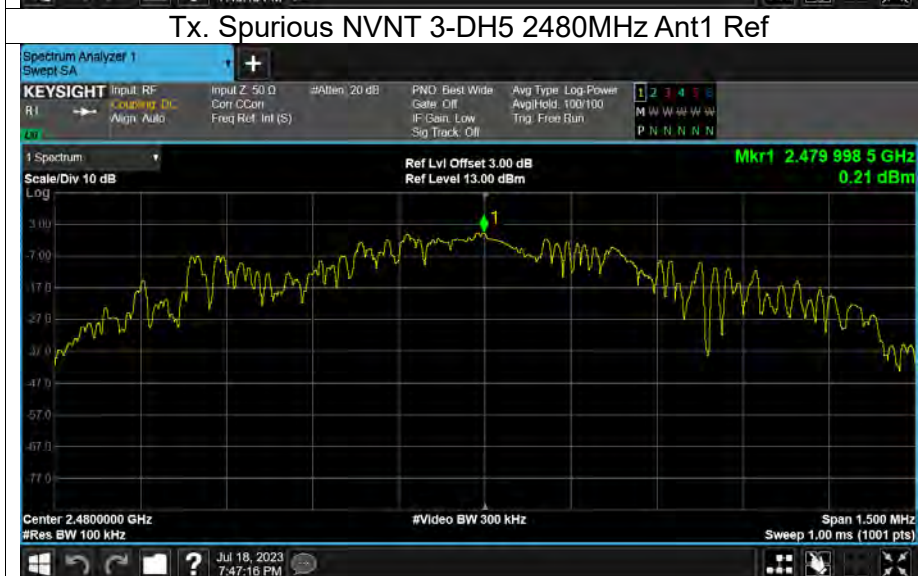 Tx. Spurious NVNT 3-DH5 2480MHz Ant1 Ref
Spectrum Analyzer 1
Swept SA
+
KEYSIGHT Input: RF Input Z: 50 Ω #Atten: 20 dB PNO: Best Wide Avg Type: Log-Power 1 2 3 4 5 6
Coupling: DC Corr CCorr Gate: Off Avg|Hold: 100/100 M W W W W W
Align: Auto Freq Ref: Int (S) IF Gain: Low Trig: Free Run
Sig Track: Off P N N N N N
1 Spectrum Ref Lvl Offset 3.00 dB Mkr1 2.479 998 5 GHz
Scale/Div 10 dB Ref Level 13.00 dBm 0.21 dBm
Log
1
3.00
-7.00
-17.0
-27.0
-37.0
-47.0
-57.0
-67.0
-77.0
Center 2.4800000 GHz #Video BW 300 kHz Span 1.500 MHz
#Res BW 100 kHz Sweep 1.00 ms (1001 pts)
? Jul 18, 2023
7:47:16 PM